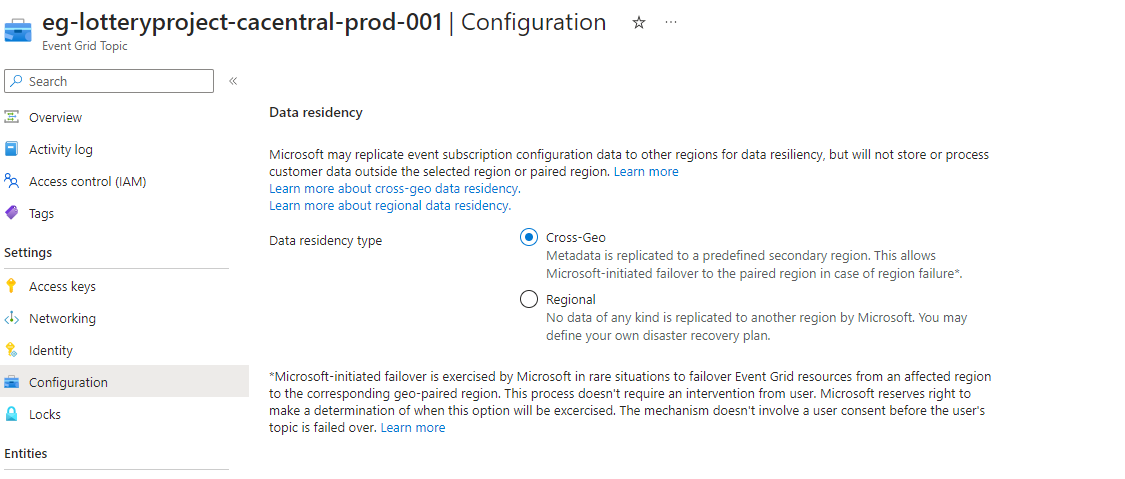 eg-lotteryproject-cacentral-prod-001 | Configuration
Event Grid Topic
Search
Overview
Activity log
Access control (IAM)
Tags
Settings
Access keys
Networking
Identity
Configuration
Locks
Entities
Data residency
Microsoft may replicate event subscription configuration data to other regions for data resiliency, but will not store or process
customer data outside the selected region or paired region. Learn more
Learn more about cross-geo data residency.
Learn more about regional data residency.
Data residency type
Cross-Geo
Metadata is replicated to a predefined secondary region. This allows
Microsoft-initiated failover to the paired region in case of region failure*.
Regional
No data of any kind is replicated to another region by Microsoft. You may
define your own disaster recovery plan.
*Microsoft-initiated failover is exercised by Microsoft in rare situations to failover Event Grid resources from an affected region
to the corresponding geo-paired region. This process doesn't require an intervention from user. Microsoft reserves right to
make a determination of when this option will be excercised. The mechanism doesn't involve a user consent before the user's
topic is failed over. Learn more